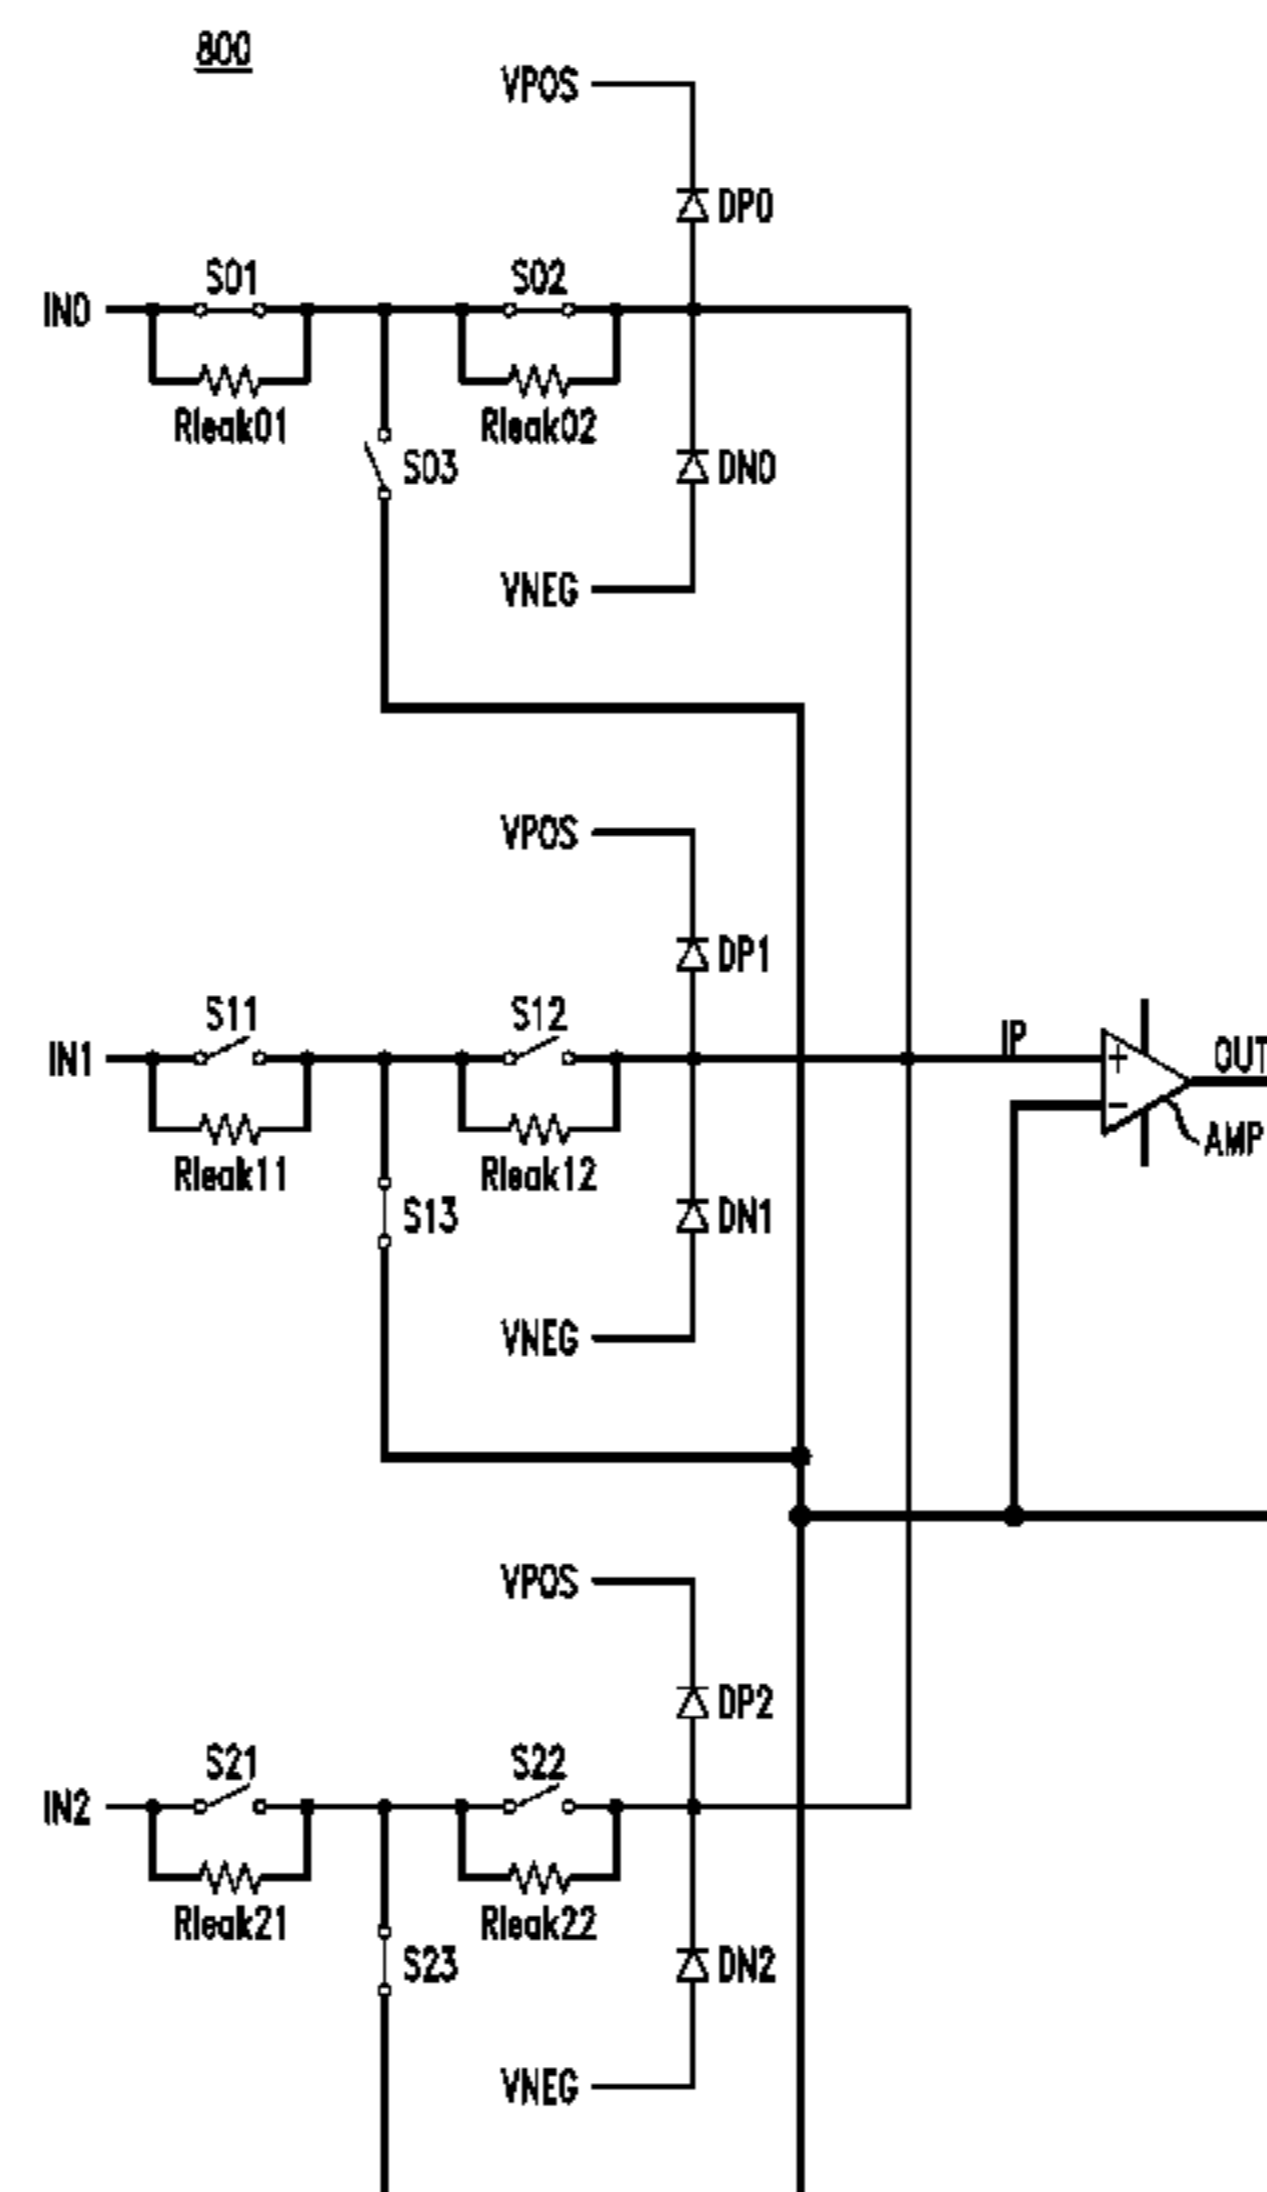 800
VPOS
DP0
S01
S02
IN0
Rleak01
Rleak02
S03
DN0
VNEG
VPOS
DP1
S11
S12
IN1
IP
+
OUT
−
AMP
Rleak11
Rleak12
S13
DN1
VNEG
VPOS
DP2
S21
S22
IN2
Rleak21
Rleak22
S23
DN2
VNEG